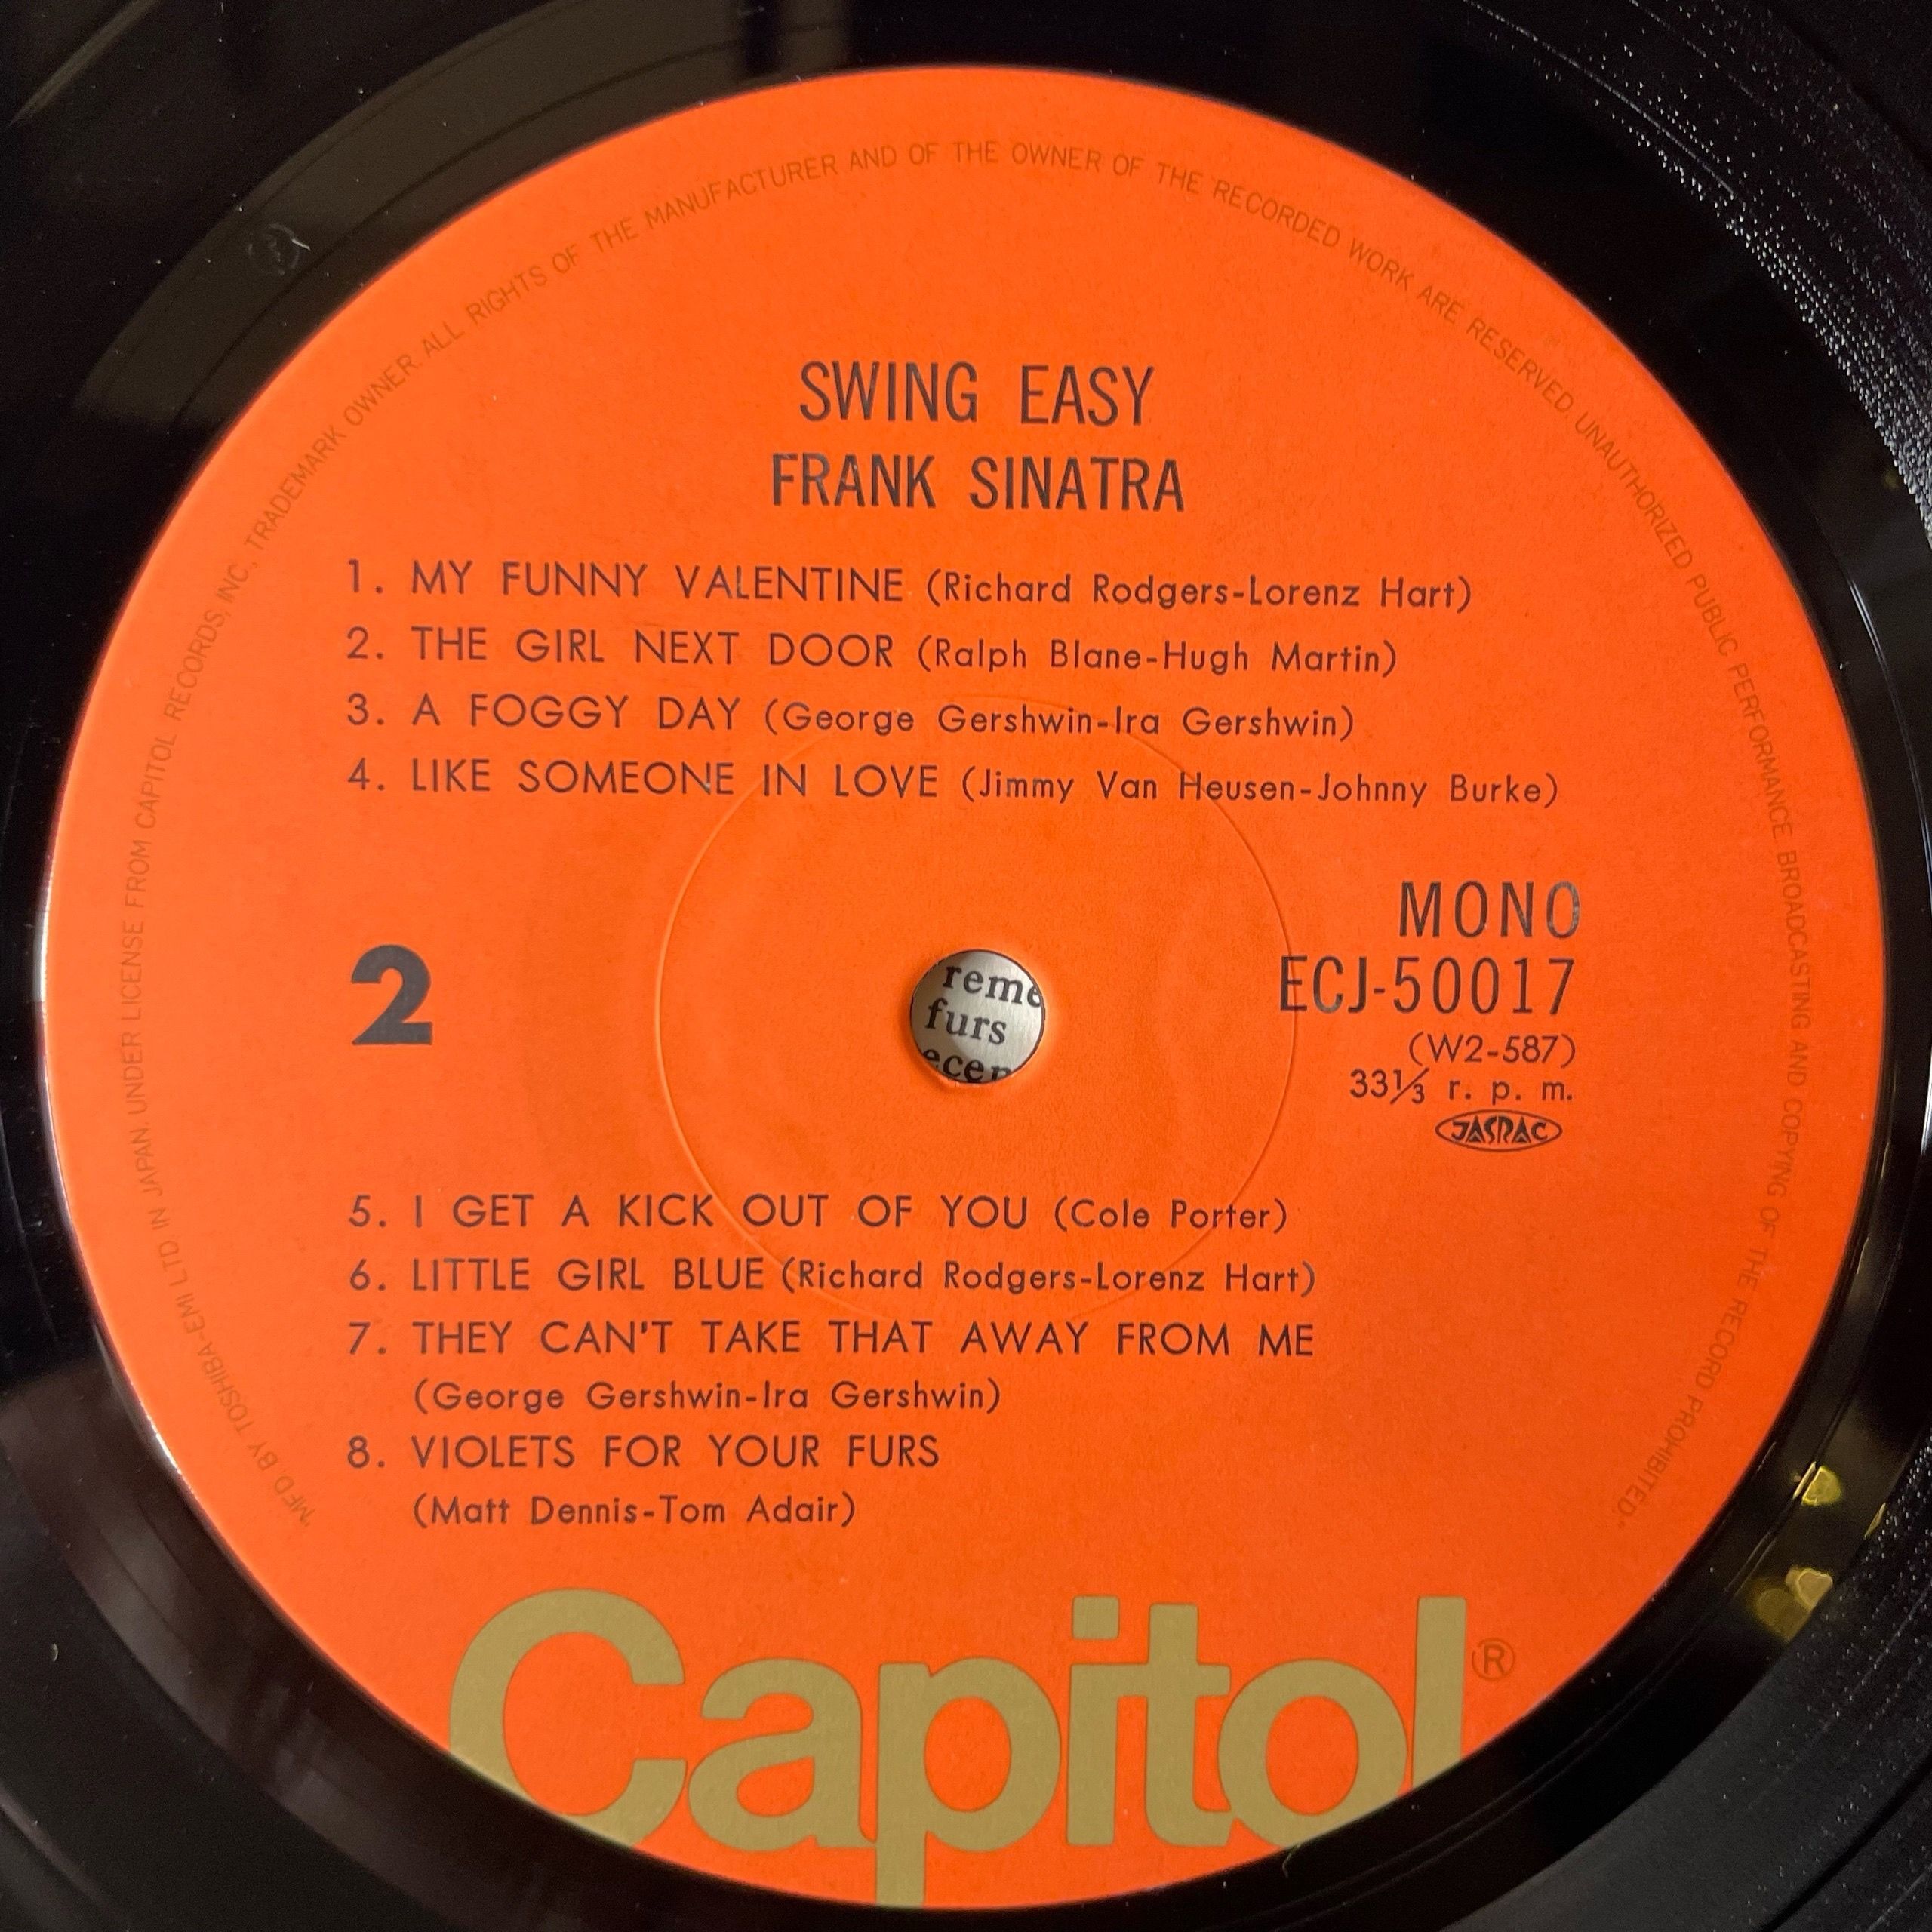 "MFD BY TOSHIBA-EMI LTD IN JAPAN. UNDER LICENSE FROM CAPITOL RECORDS, INC., TRADEMARK OWNER. ALL RIGHTS OF THE MANUFACTURER AND OF THE OWNER OF THE RECORDED WORK ARE RESERVED. UNAUTHORIZED PUBLIC PERFORMANCE BROADCASTING AND COPYING OF THE RECORD PROHIBITED."
SWING EASY
FRANK SINATRA
1. MY FUNNY VALENTINE (Richard Rodgers-Lorenz Hart)
2. THE GIRL NEXT DOOR (Ralph Blane-Hugh Martin)
3. A FOGGY DAY (George Gershwin-Ira Gershwin)
4. LIKE SOMEONE IN LOVE (Jimmy Van Heusen-Johnny Burke)
2
MONO
ECJ-50017
(W2-587)
33⅓ r. p. m.
JASRAC
reme
furs
ecen
5. I GET A KICK OUT OF YOU (Cole Porter)
6. LITTLE GIRL BLUE (Richard Rodgers-Lorenz Hart)
7. THEY CAN'T TAKE THAT AWAY FROM ME
(George Gershwin-Ira Gershwin)
8. VIOLETS FOR YOUR FURS
(Matt Dennis-Tom Adair)
Capitol®